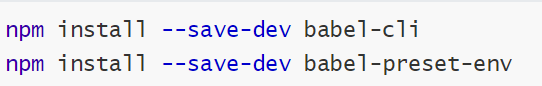 npm install --save-dev babel-cli
npm install --save-dev babel-preset-env